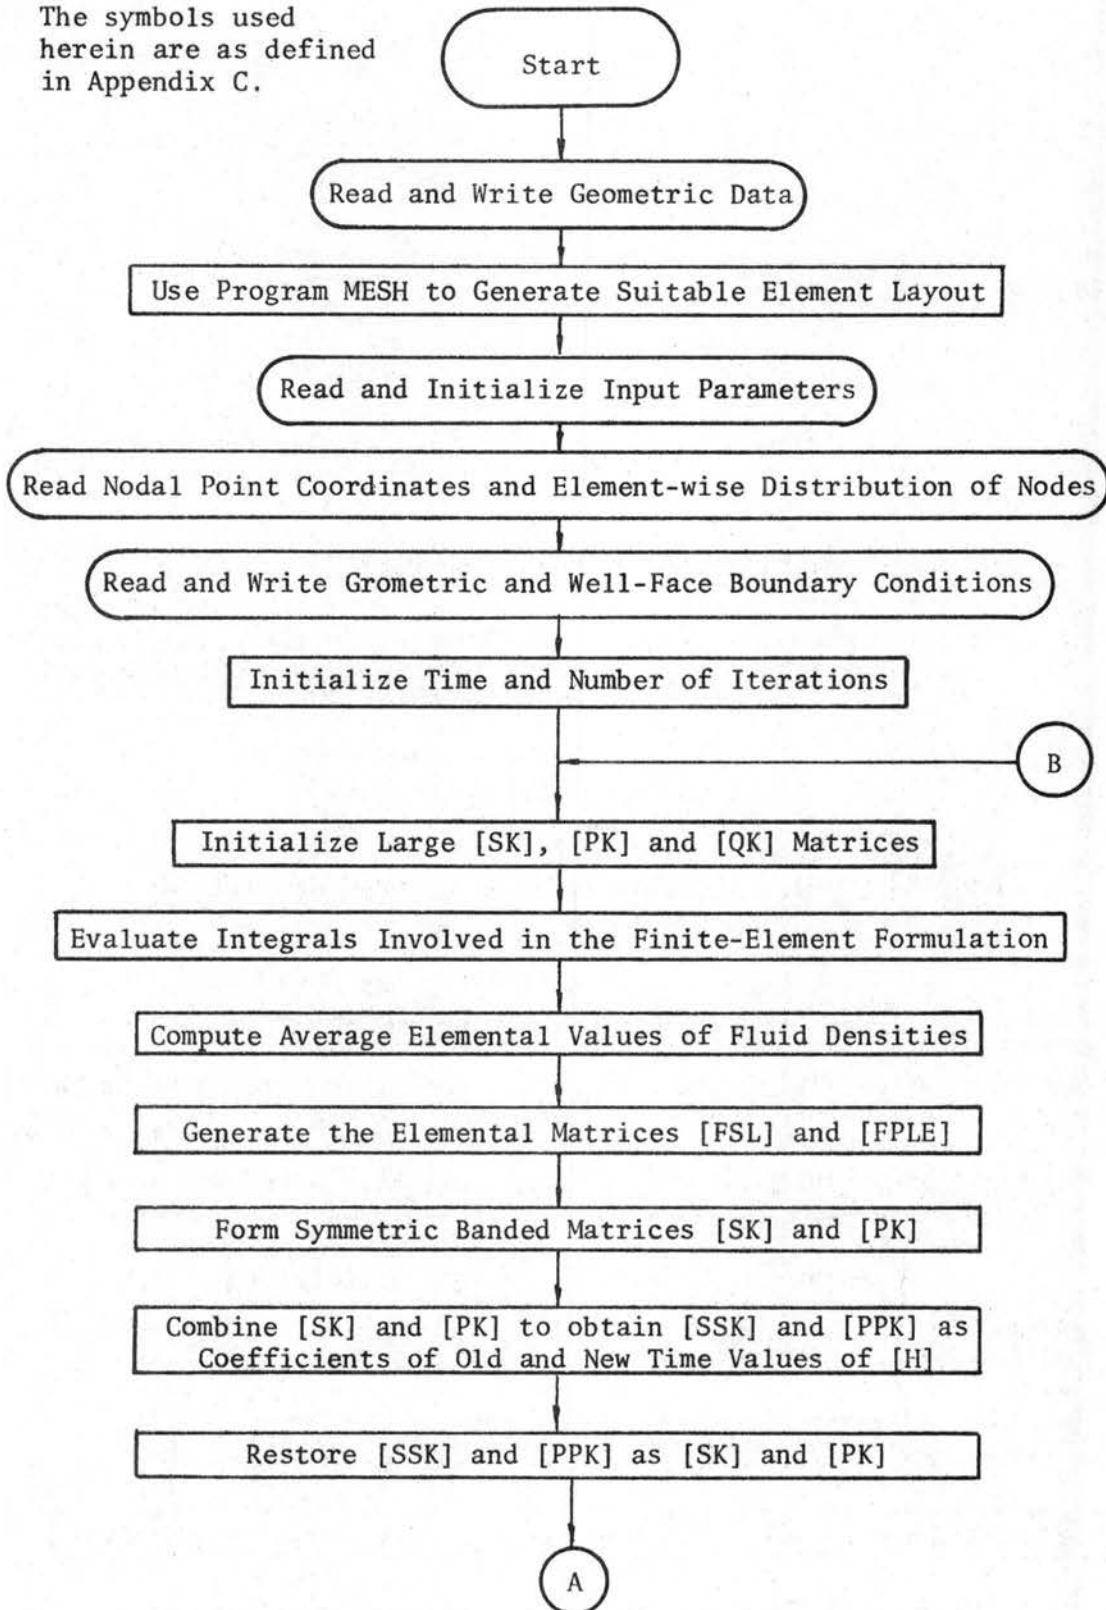 The symbols used
herein are as defined
in Appendix C.
Start
Read and Write Geometric Data
Use Program MESH to Generate Suitable Element Layout
Read and Initialize Input Parameters
Read Nodal Point Coordinates and Element-wise Distribution of Nodes
Read and Write Grometric and Well-Face Boundary Conditions
Initialize Time and Number of Iterations
B
Initialize Large [SK], [PK] and [QK] Matrices
Evaluate Integrals Involved in the Finite-Element Formulation
Compute Average Elemental Values of Fluid Densities
Generate the Elemental Matrices [FSL] and [FPLE]
Form Symmetric Banded Matrices [SK] and [PK]
Combine [SK] and [PK] to obtain [SSK] and [PPK] as
Coefficients of Old and New Time Values of [H]
Restore [SSK] and [PPK] as [SK] and [PK]
A